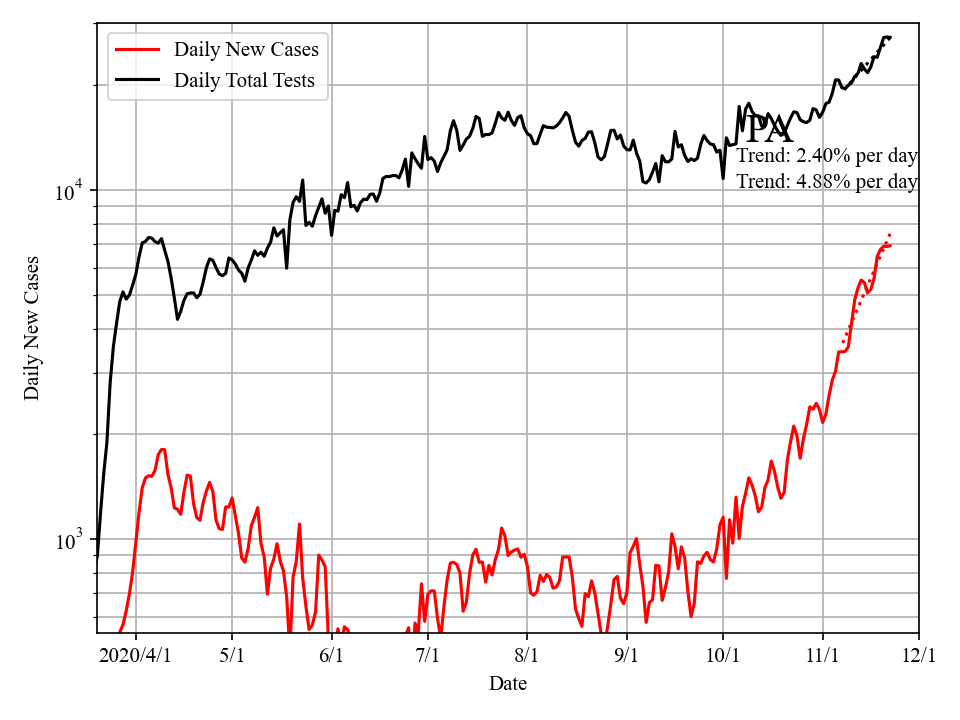 Daily New Cases
Daily Total Tests
PA
Trend: 2.40% per day
Trend: 4.88% per day
10^4
10^3
Daily New Cases
2020/4/1 5/1 6/1 7/1 8/1 9/1 10/1 11/1 12/1
Date